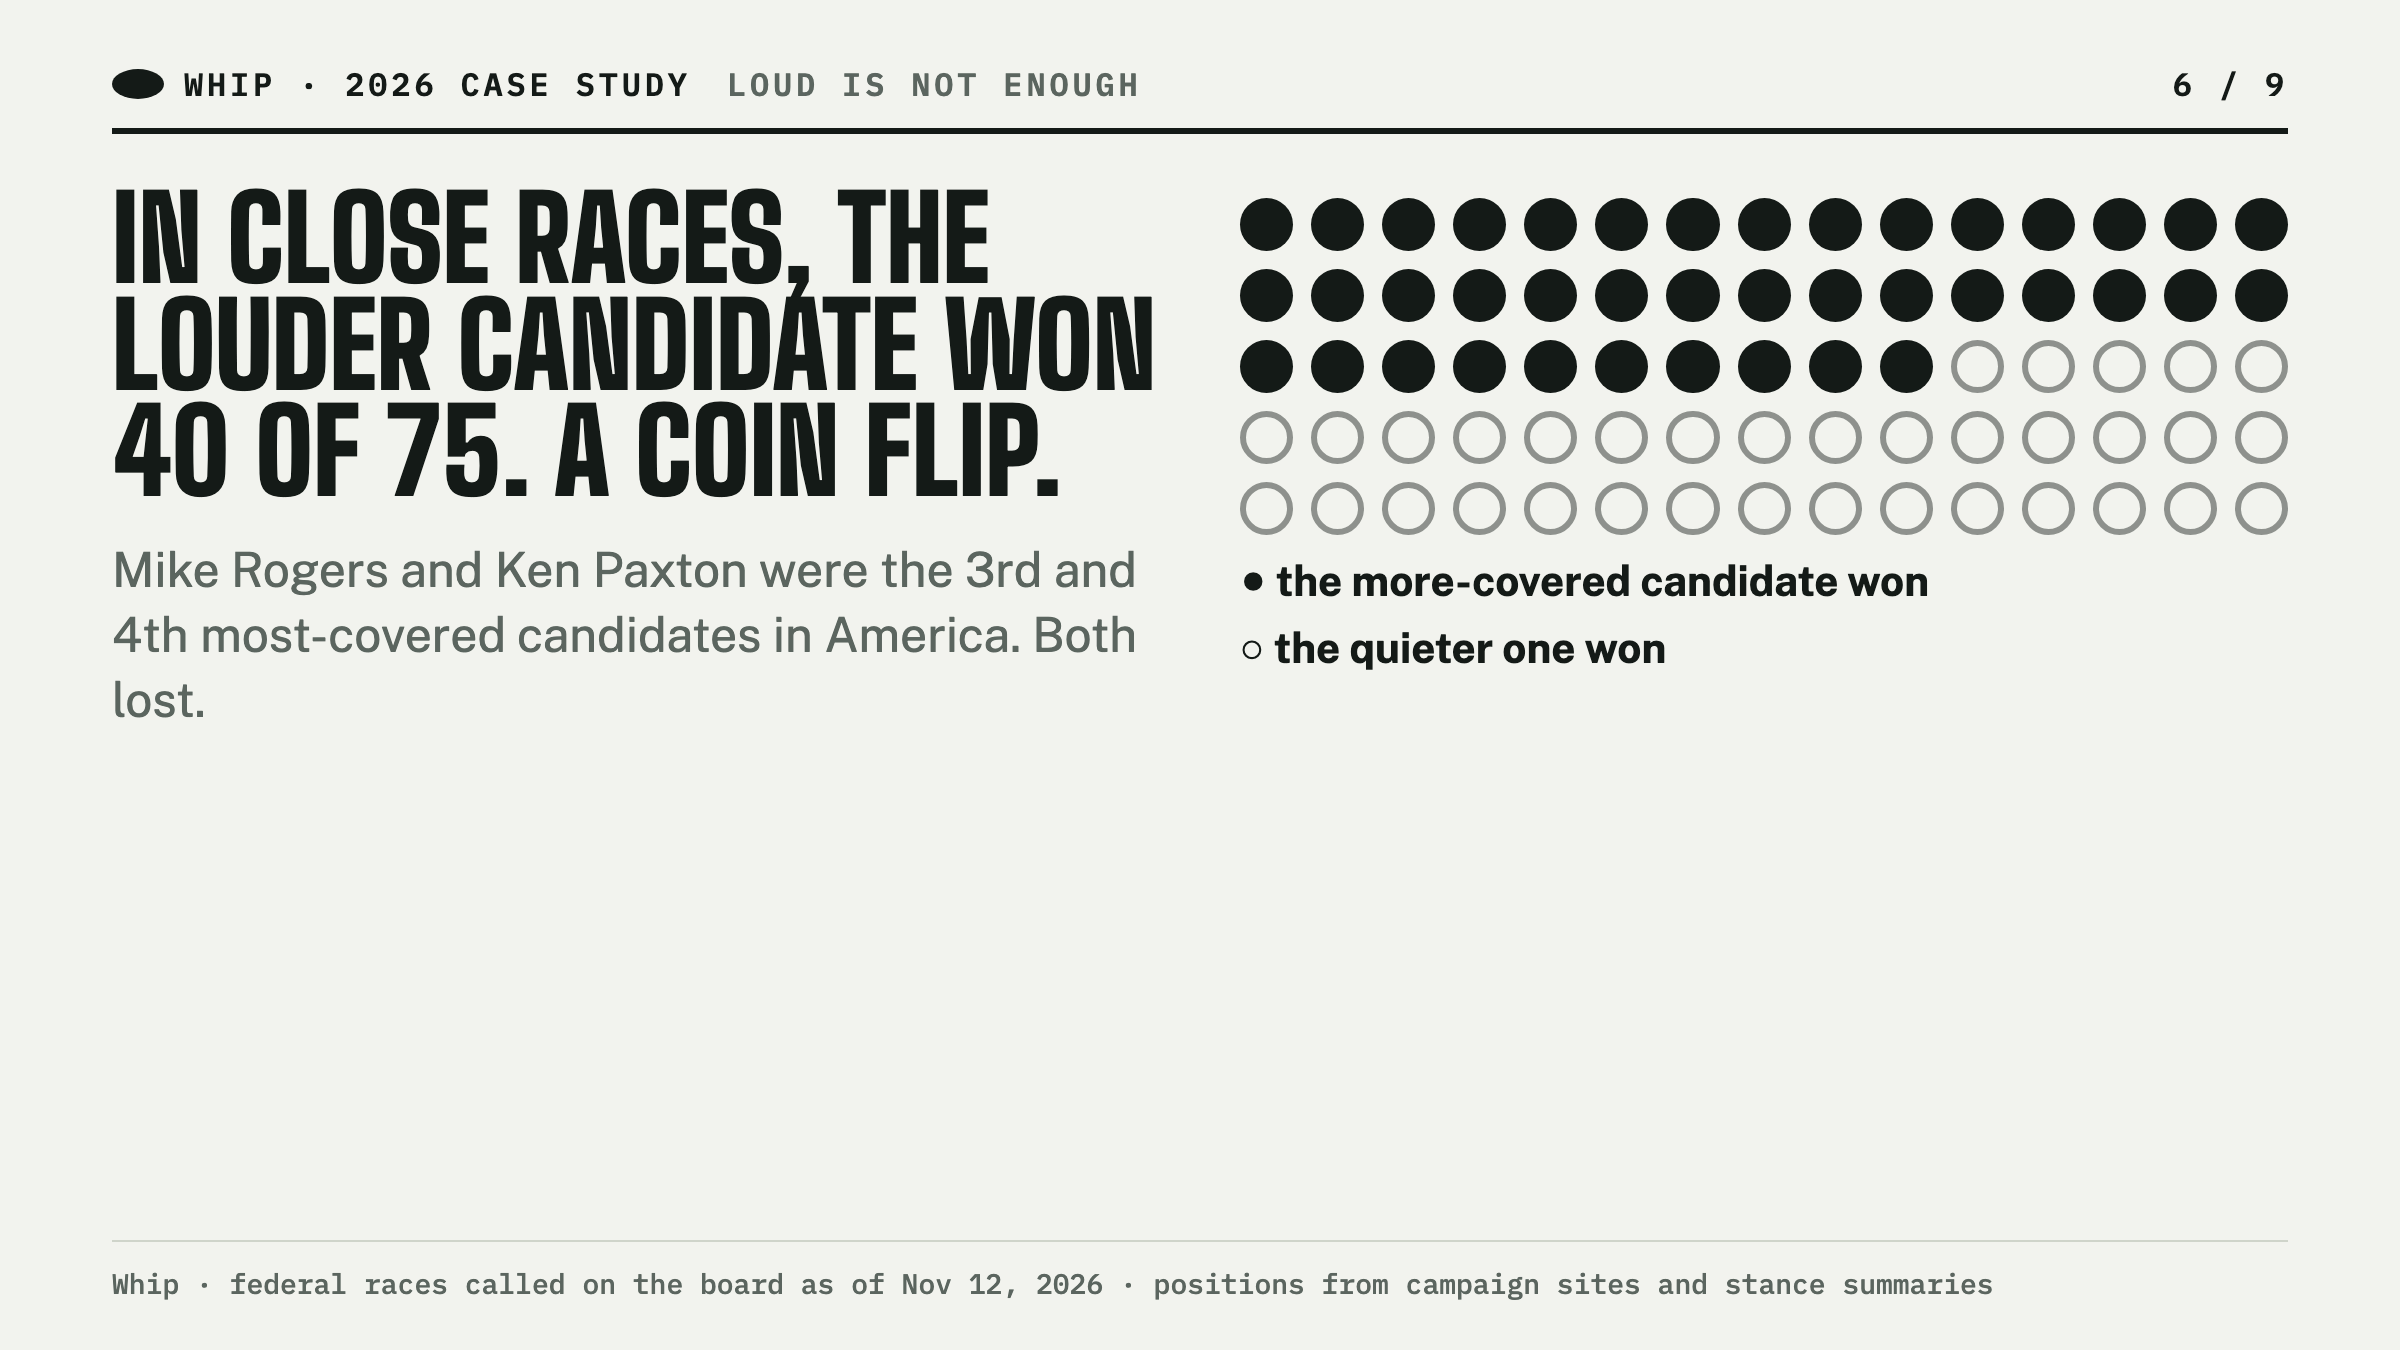 WHIP · 2026 CASE STUDY LOUD IS NOT ENOUGH
6 / 9
IN CLOSE RACES, THE
LOUDER CANDIDATE WON
40 OF 75. A COIN FLIP.
Mike Rogers and Ken Paxton were the 3rd and
4th most-covered candidates in America. Both
lost.
● the more-covered candidate won
○ the quieter one won
Whip · federal races called on the board as of Nov 12, 2026 · positions from campaign sites and stance summaries